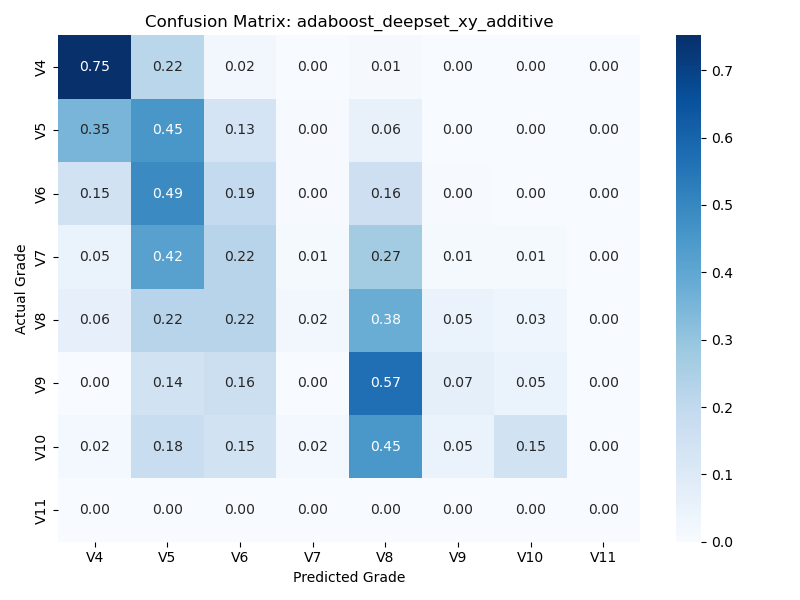 Confusion Matrix: adaboost_deepset_xy_additive
V4 0.75 0.22 0.02 0.00 0.01 0.00 0.00 0.00
V5 0.35 0.45 0.13 0.00 0.06 0.00 0.00 0.00
V6 0.15 0.49 0.19 0.00 0.16 0.00 0.00 0.00
V7 0.05 0.42 0.22 0.01 0.27 0.01 0.01 0.00
V8 0.06 0.22 0.22 0.02 0.38 0.05 0.03 0.00
V9 0.00 0.14 0.16 0.00 0.57 0.07 0.05 0.00
V10 0.02 0.18 0.15 0.02 0.45 0.05 0.15 0.00
V11 0.00 0.00 0.00 0.00 0.00 0.00 0.00 0.00
V4 V5 V6 V7 V8 V9 V10 V11
Predicted Grade
Actual Grade
0.7
0.6
0.5
0.4
0.3
0.2
0.1
0.0